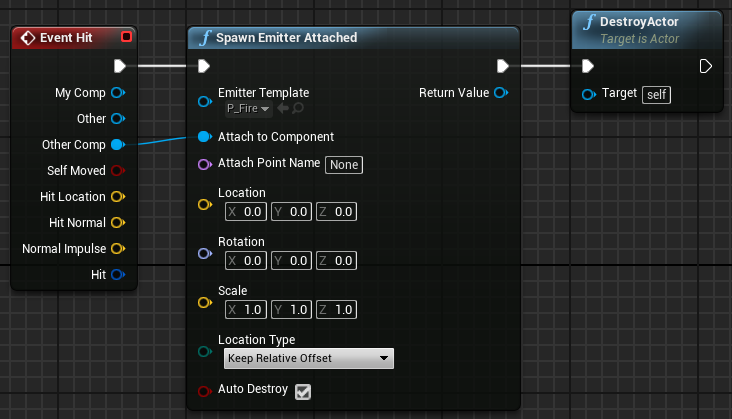 Event Hit
My Comp
Other
Other Comp
Self Moved
Hit Location
Hit Normal
Normal Impulse
Hit
f Spawn Emitter Attached
Emitter Template
P_Fire
Return Value
Attach to Component
Attach Point Name None
Location
X 0.0 Y 0.0 Z 0.0
Rotation
X 0.0 Y 0.0 Z 0.0
Scale
X 1.0 Y 1.0 Z 1.0
Location Type
Keep Relative Offset
Auto Destroy
f DestroyActor
Target is Actor
Target self